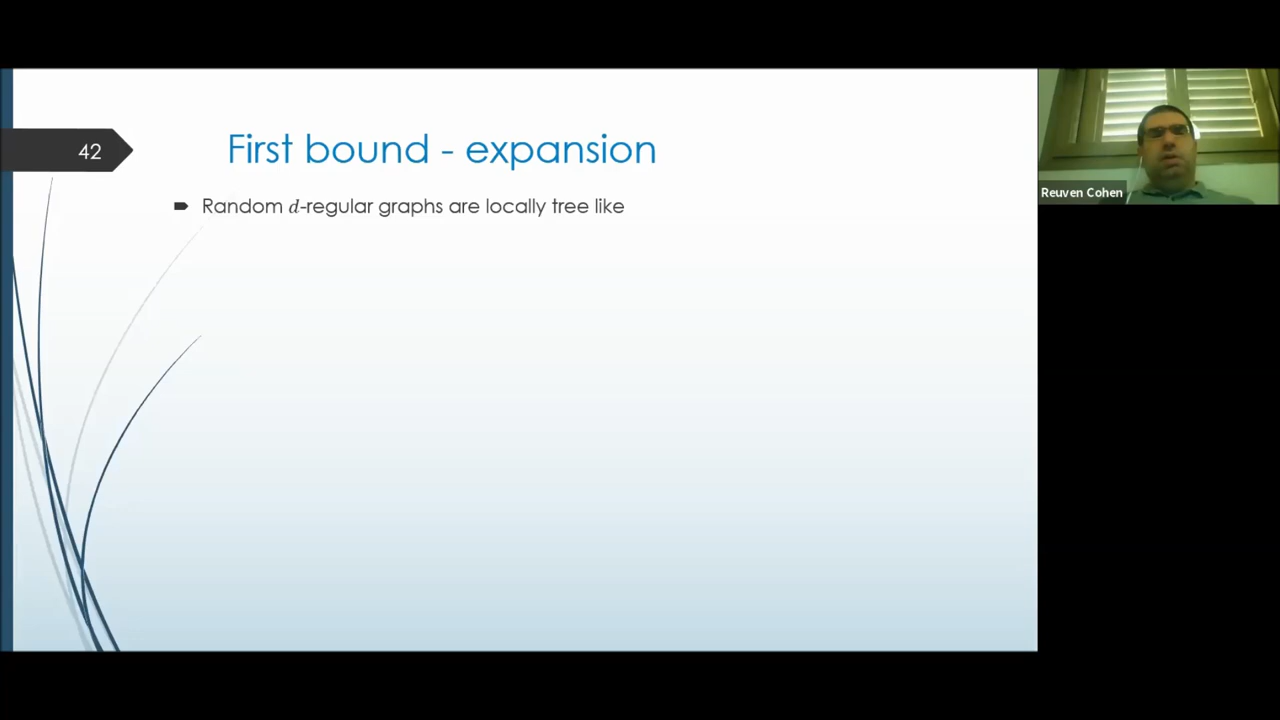 42
First bound - expansion
Random d-regular graphs are locally tree like
Reuven Cohen